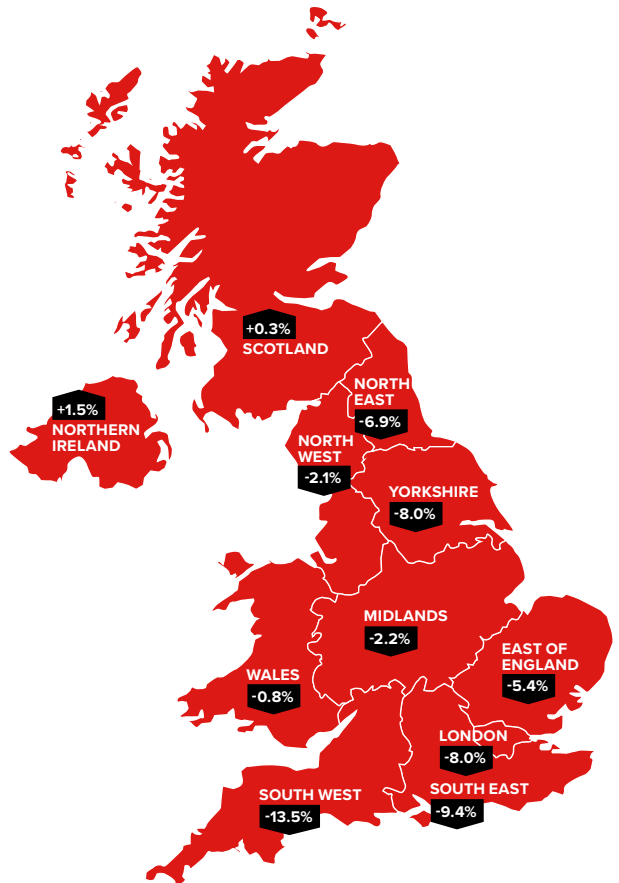 +0.3%
SCOTLAND
+1.5%
NORTHERN
IRELAND
NORTH
EAST
-6.9%
NORTH
WEST
-2.1%
YORKSHIRE
-8.0%
MIDLANDS
-2.2%
EAST OF
ENGLAND
-5.4%
WALES
-0.8%
LONDON
-8.0%
SOUTH EAST
-9.4%
SOUTH WEST
-13.5%